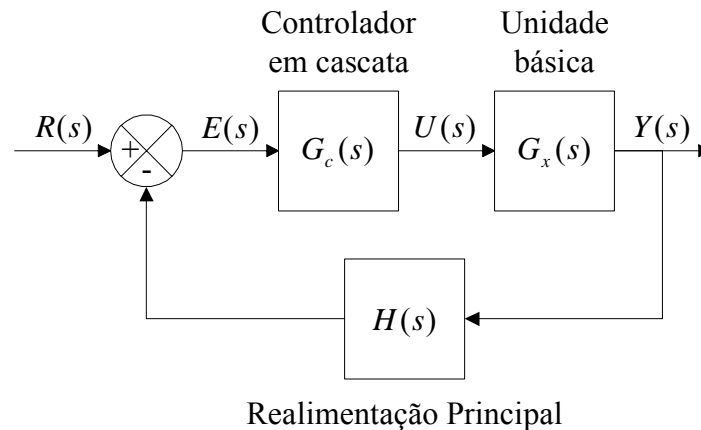 Controlador
em cascata
Unidade
básica
R(s)
+
-
E(s)
G_c(s)
U(s)
G_x(s)
Y(s)
H(s)
Realimentação Principal